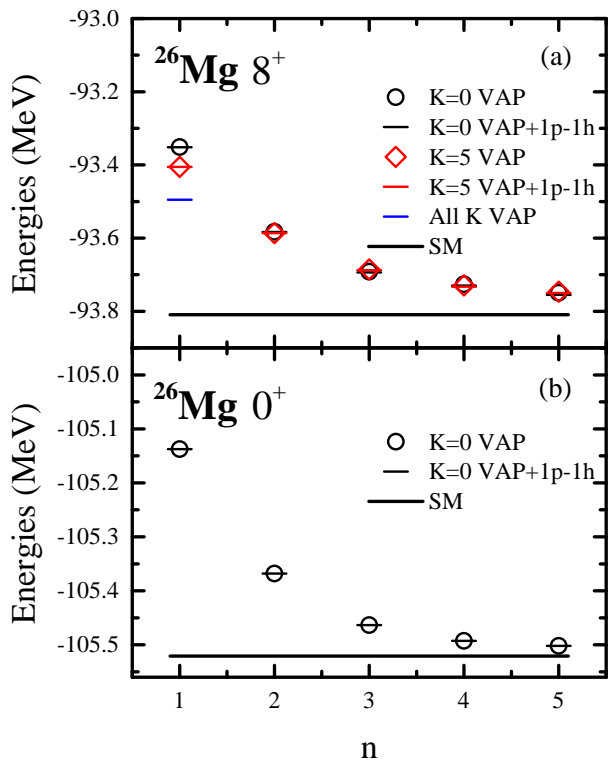 -93.0
-93.2
-93.4
-93.6
-93.8
Energies (MeV)
²⁶Mg 8⁺
(a)
K=0 VAP
K=0 VAP+1p-1h
K=5 VAP
K=5 VAP+1p-1h
All K VAP
SM
-105.0
-105.1
-105.2
-105.3
-105.4
-105.5
Energies (MeV)
²⁶Mg 0⁺
(b)
K=0 VAP
K=0 VAP+1p-1h
SM
1 2 3 4 5
n